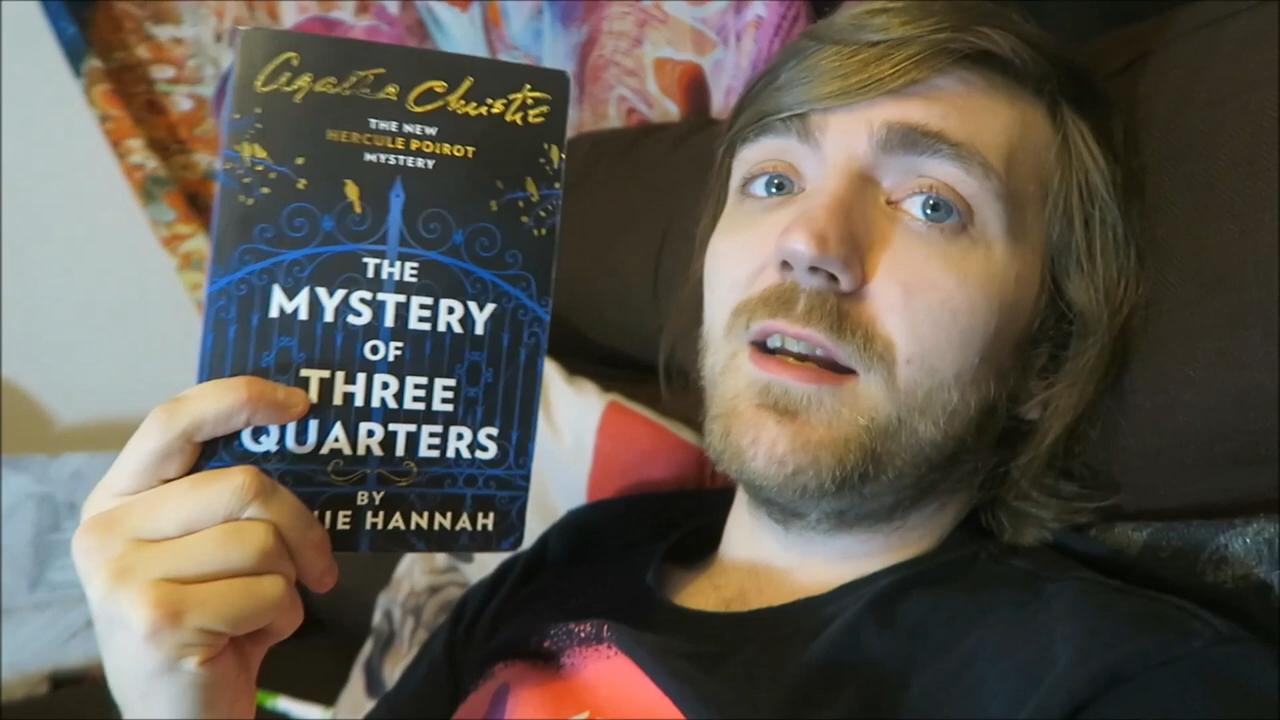 Agatha Christie
THE NEW
HERCULE POIROT
MYSTERY
THE
MYSTERY
OF
THREE
QUARTERS
BY
HANNAH